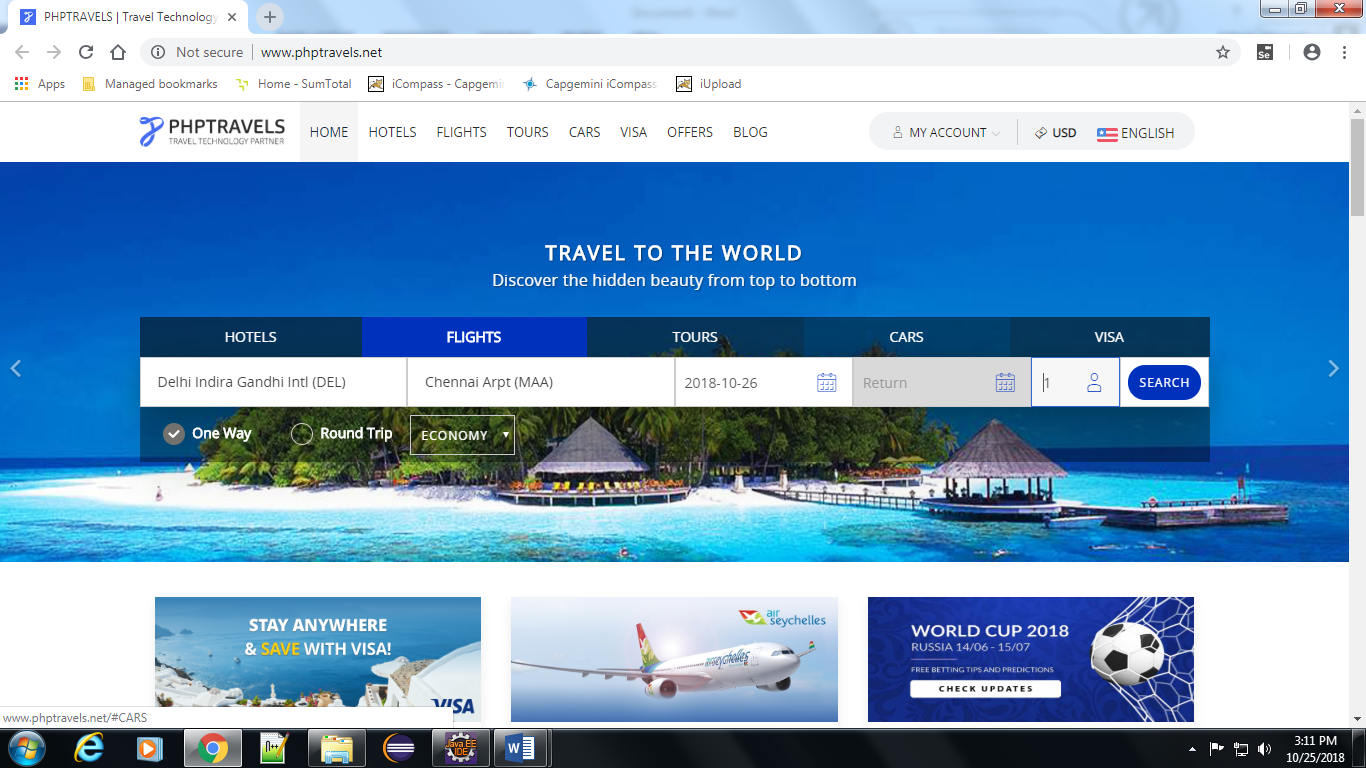 PHPTRAVELS | Travel Technology
Not secure | www.phptravels.net
Apps Managed bookmarks Home - SumTotal iCompass - Capgemi Capgemini iCompass iUpload
PHPTRAVELS
TRAVEL TECHNOLOGY PARTNER
HOME HOTELS FLIGHTS TOURS CARS VISA OFFERS BLOG
MY ACCOUNT USD ENGLISH
TRAVEL TO THE WORLD
Discover the hidden beauty from top to bottom
HOTELS FLIGHTS TOURS CARS VISA
Delhi Indira Gandhi Intl (DEL) Chennai Arpt (MAA) 2018-10-26 Return 1 SEARCH
One Way Round Trip ECONOMY
STAY ANYWHERE
& SAVE WITH VISA!
VISA
air
seychelles
airseychelles
WORLD CUP 2018
RUSSIA 14/06 - 15/07
FREE BETTING TIPS AND PREDICTIONS
CHECK UPDATES
www.phptravels.net/#CARS
Java EE
IDE
3:11 PM
10/25/2018